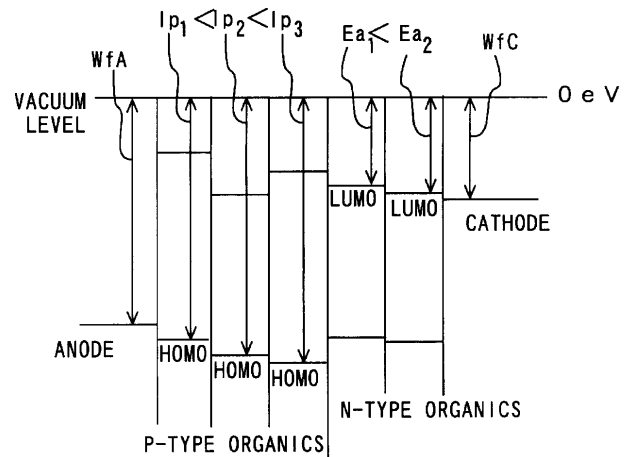 Ip1 < Ip2 < Ip3
Ea1 < Ea2
WfA
WfC
VACUUM
LEVEL
0 eV
LUMO
LUMO
CATHODE
ANODE
HOMO
HOMO
HOMO
N-TYPE ORGANICS
P-TYPE ORGANICS